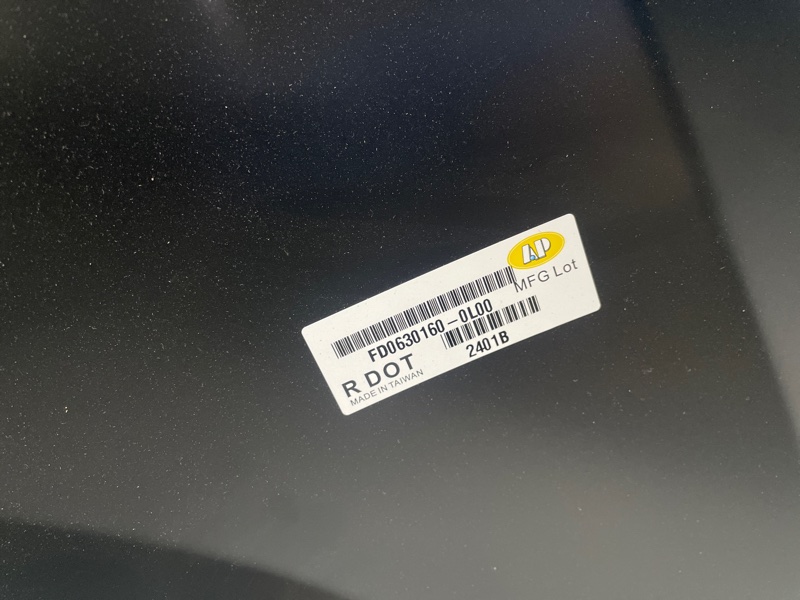 AP
MFG Lot
FD0630160-0L00
2401B
R DOT
MADE IN TAIWAN